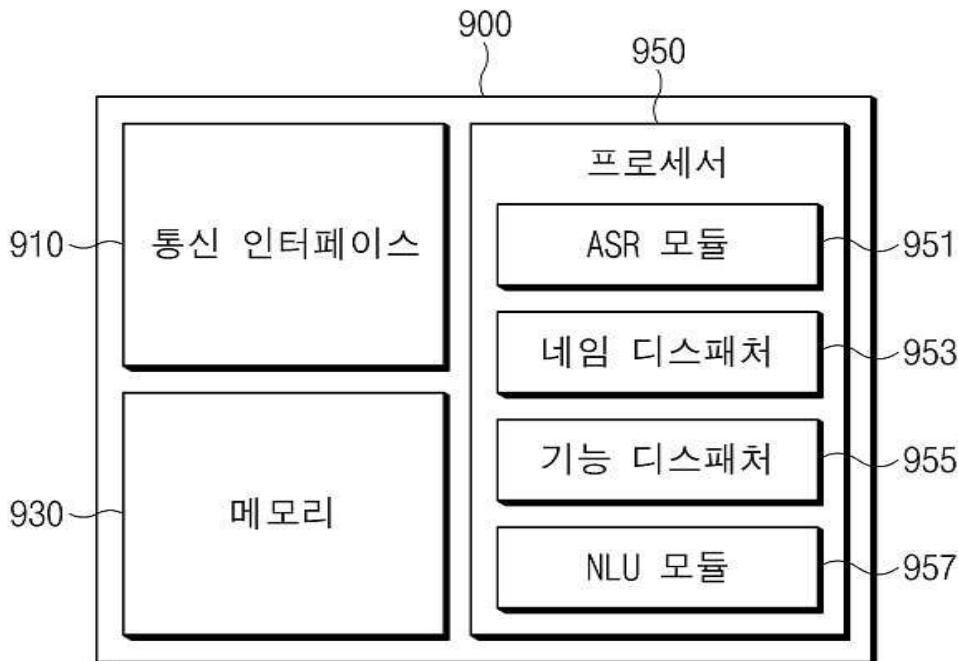 900
950
프로세서
910
통신 인터페이스
ASR 모듈
951
네임 디스패처
953
기능 디스패처
955
930
메모리
NLU 모듈
957